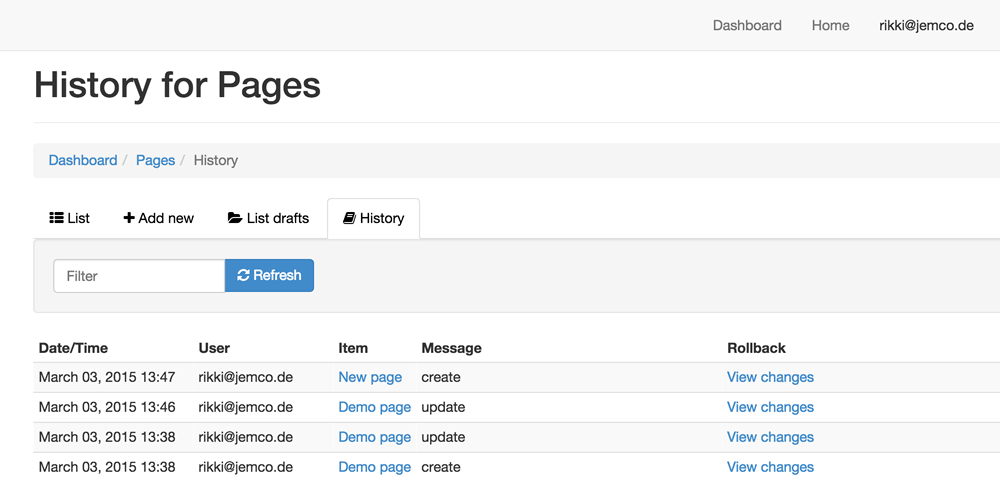 Dashboard Home rikki@jemco.de
History for Pages
Dashboard / Pages / History
List Add new List drafts History
Filter Refresh
Date/Time User Item Message Rollback
March 03, 2015 13:47 rikki@jemco.de New page create View changes
March 03, 2015 13:46 rikki@jemco.de Demo page update View changes
March 03, 2015 13:38 rikki@jemco.de Demo page update View changes
March 03, 2015 13:38 rikki@jemco.de Demo page create View changes